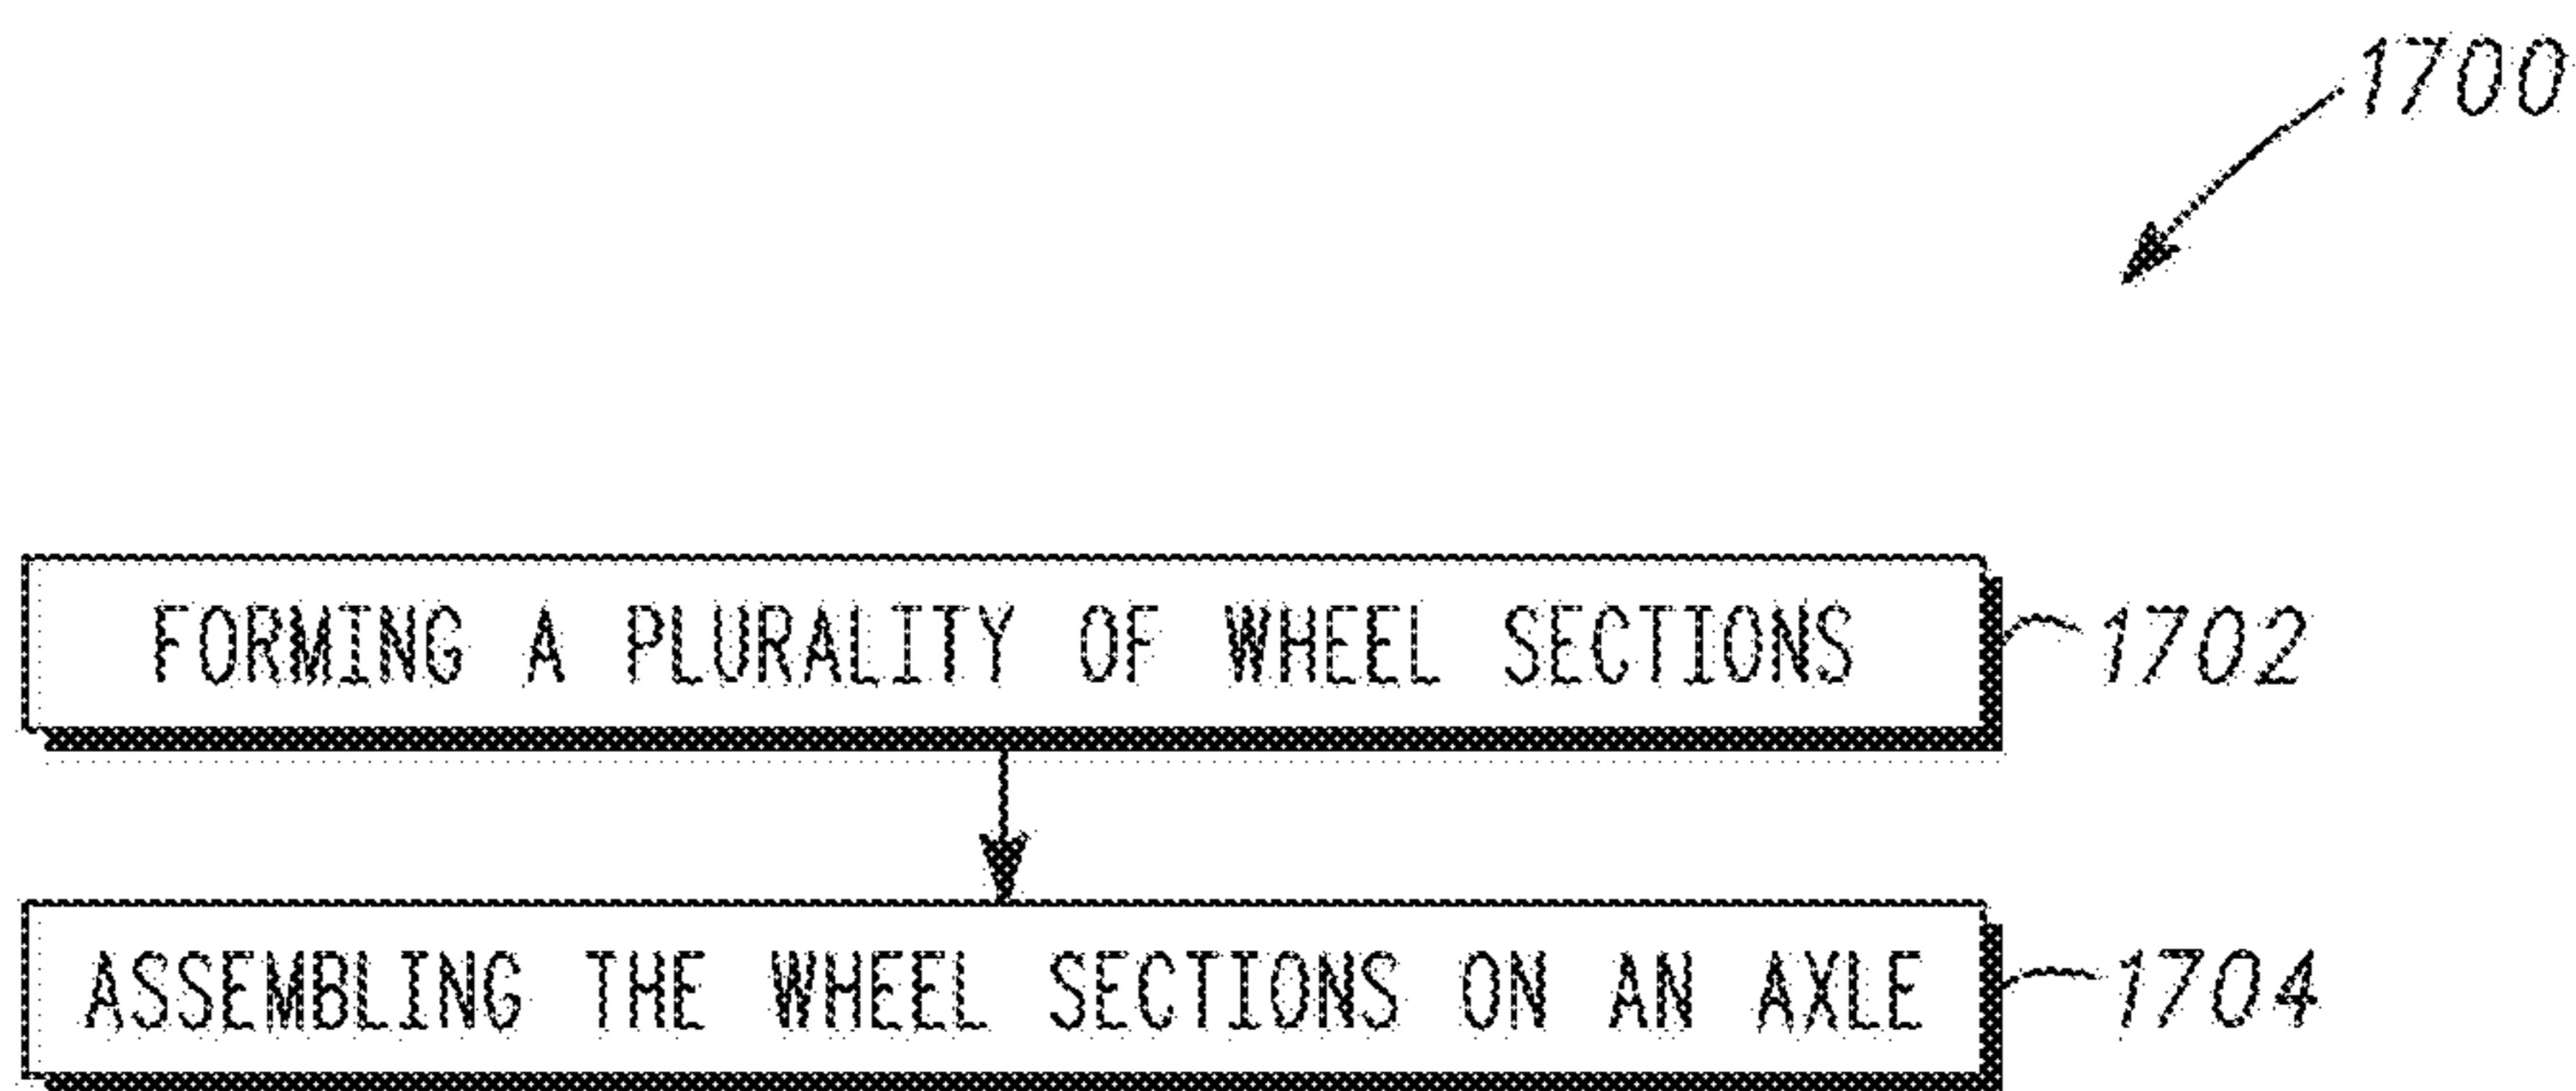 1700
FORMING A PLURALITY OF WHEEL SECTIONS 1702
ASSEMBLING THE WHEEL SECTIONS ON AN AXLE 1704